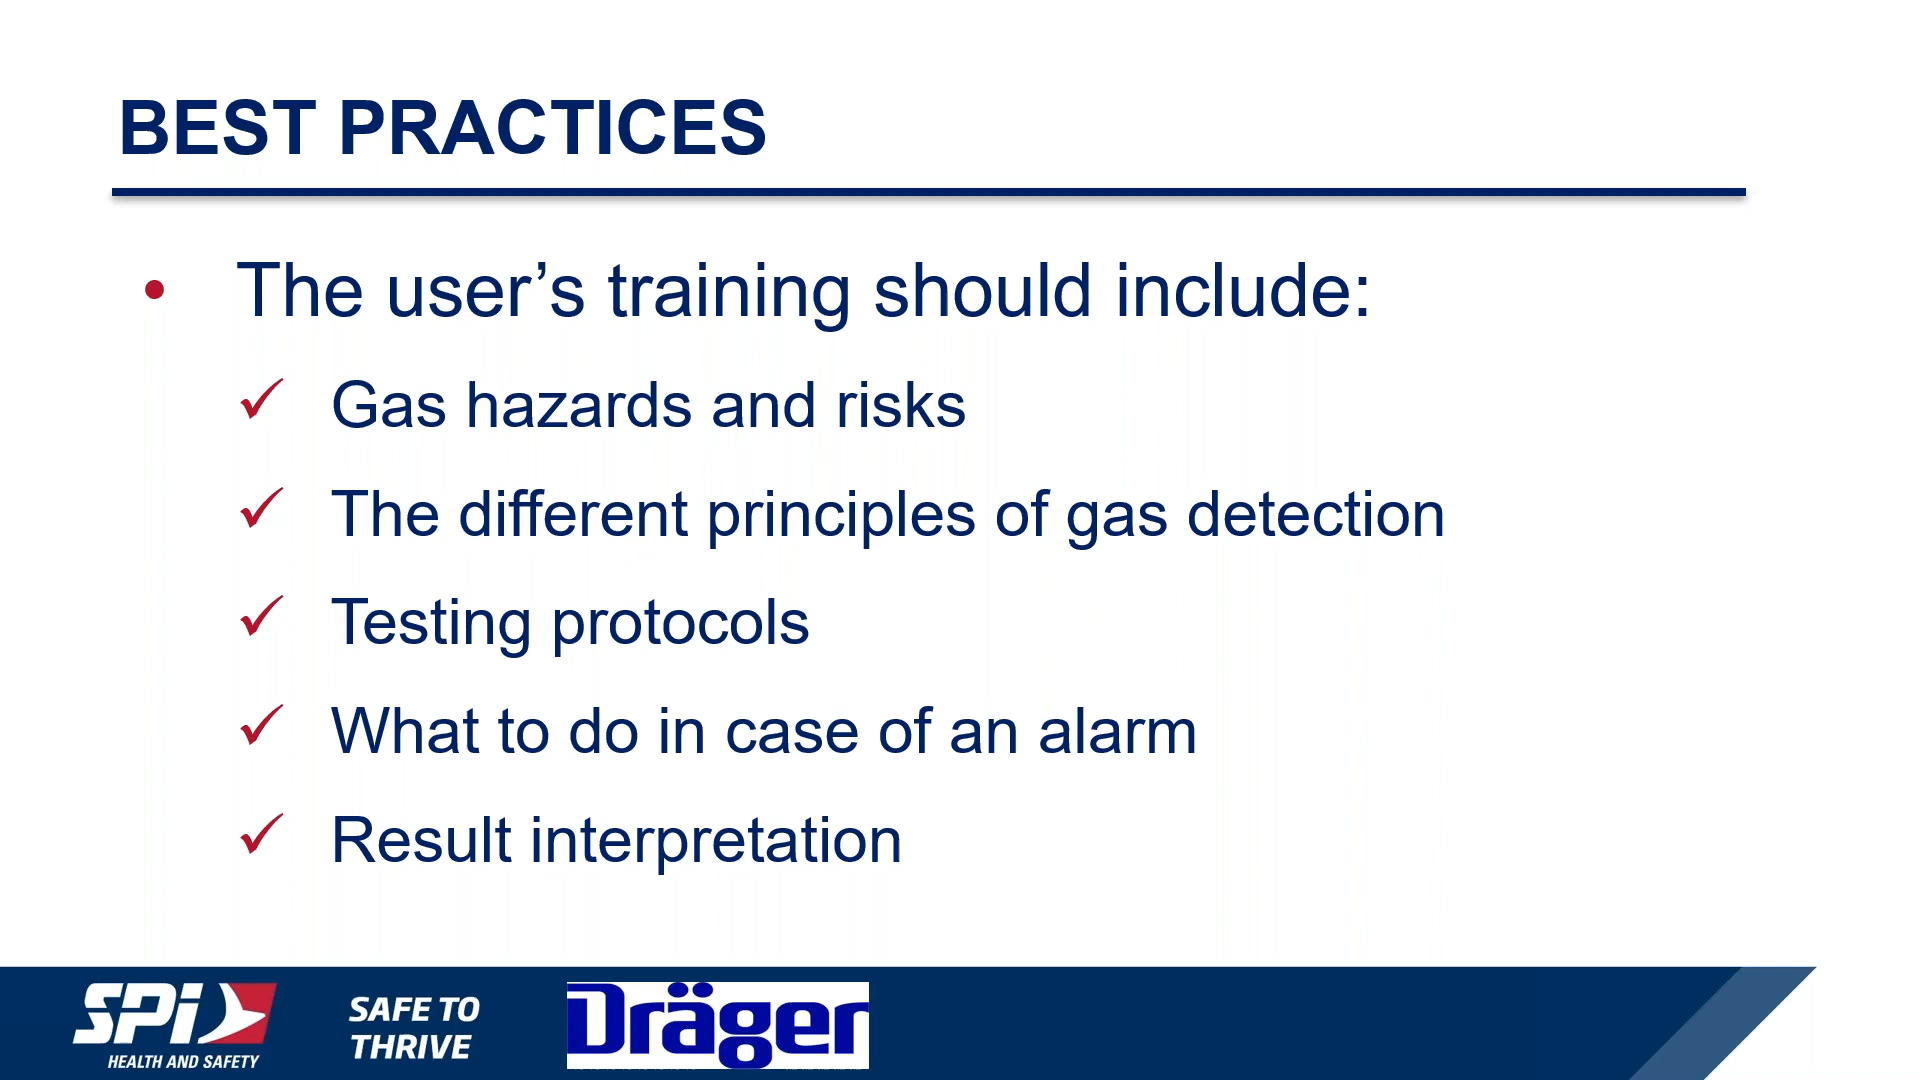 BEST PRACTICES
• The user’s training should include:
✓ Gas hazards and risks
✓ The different principles of gas detection
✓ Testing protocols
✓ What to do in case of an alarm
✓ Result interpretation
SPi
HEALTH AND SAFETY
SAFE TO
THRIVE
Dräger